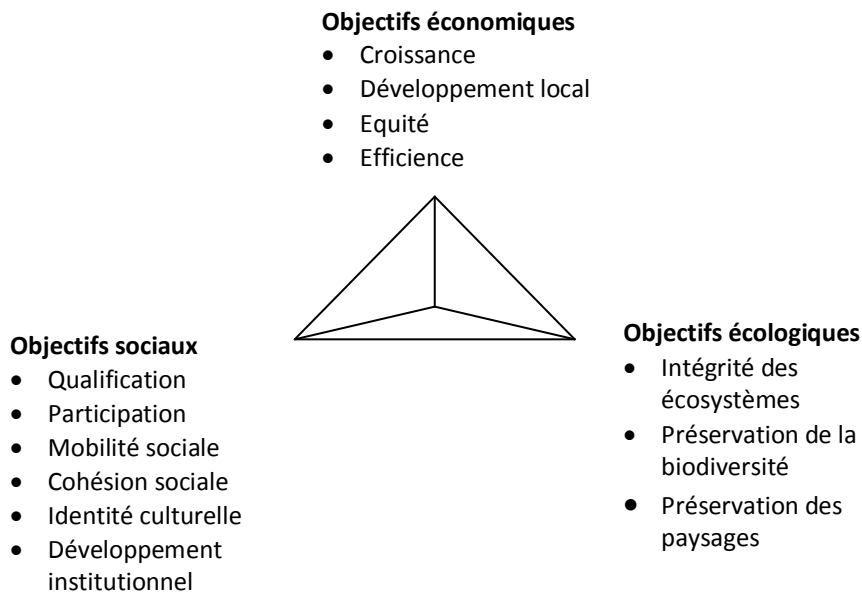 Objectifs économiques
• Croissance
• Développement local
• Equité
• Efficience
Objectifs sociaux
• Qualification
• Participation
• Mobilité sociale
• Cohésion sociale
• Identité culturelle
• Développement
institutionnel
Objectifs écologiques
• Intégrité des
écosystèmes
• Préservation de la
biodiversité
• Préservation des
paysages